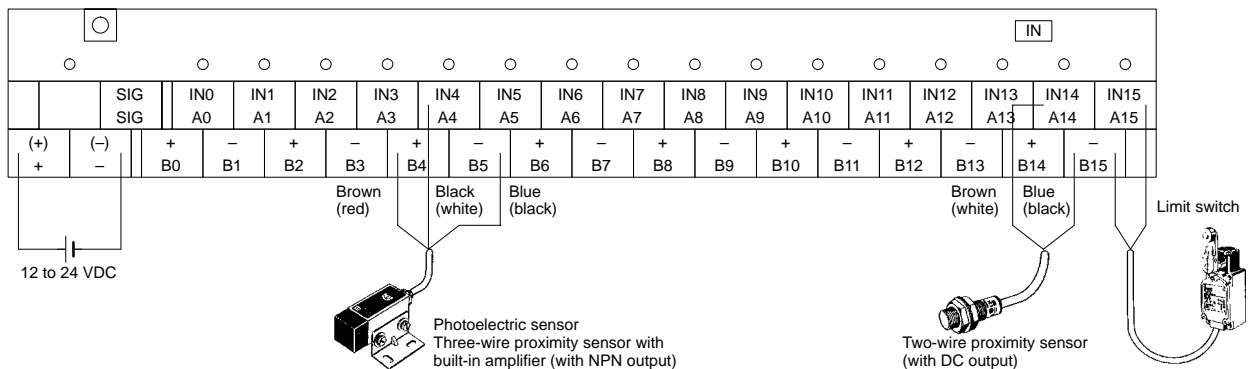 IN
SIG IN0 IN1 IN2 IN3 IN4 IN5 IN6 IN7 IN8 IN9 IN10 IN11 IN12 IN13 IN14 IN15
SIG A0 A1 A2 A3 A4 A5 A6 A7 A8 A9 A10 A11 A12 A13 A14 A15
(+) (–) + – + – + – + – + – + – + – + –
+ – B0 B1 B2 B3 B4 B5 B6 B7 B8 B9 B10 B11 B12 B13 B14 B15
Brown Black Blue Brown Blue
(red) (white) (black) (white) (black)
Limit switch
12 to 24 VDC
Photoelectric sensor
Three-wire proximity sensor with
built-in amplifier (with NPN output)
Two-wire proximity sensor
(with DC output)